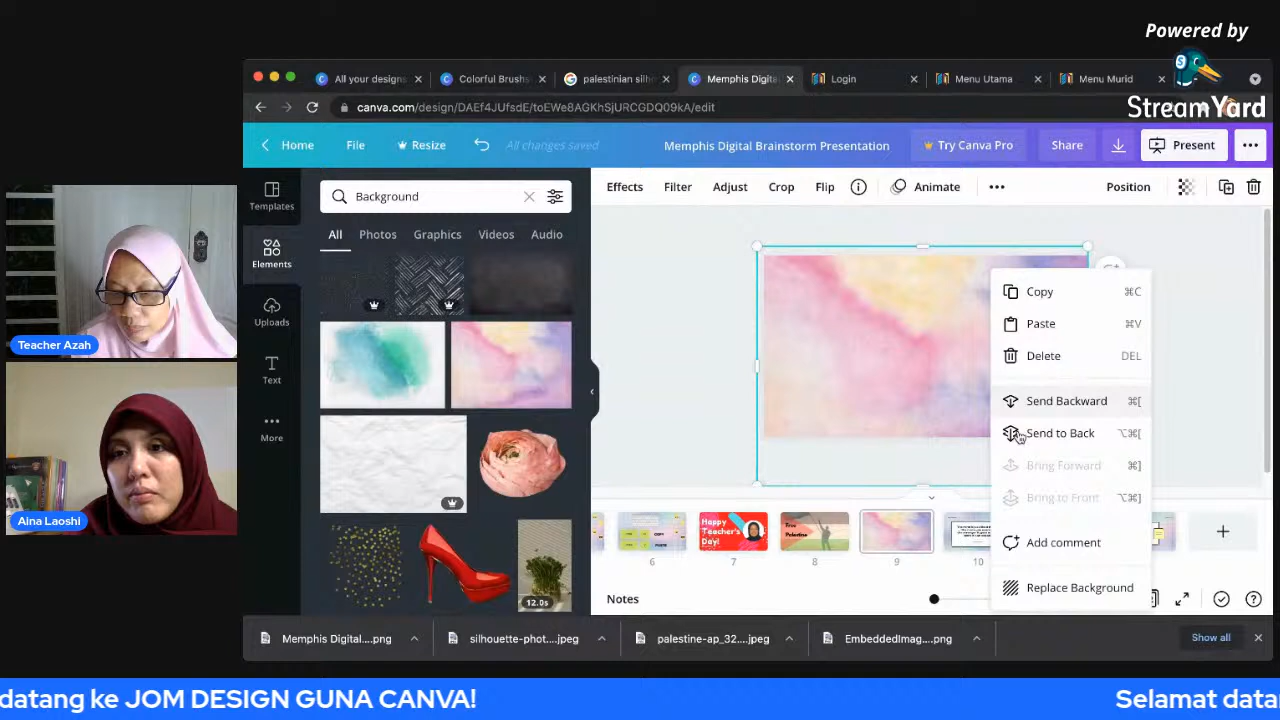 Powered by
StreamYard
All your designs
Colorful Brushs
palestinian silh
Memphis Digita
Login
Menu Utama
Menu Murid
canva.com/design/DAEf4JUfsdE/toEWe8AGKhSjURCGDQ09kA/edit
Home
File
Resize
All changes saved
Memphis Digital Brainstorm Presentation
Try Canva Pro
Share
Present
Templates
Elements
Uploads
Text
More
Background
All
Photos
Graphics
Videos
Audio
12.0s
Effects
Filter
Adjust
Crop
Flip
Animate
Position
Copy ⌘C
Paste ⌘V
Delete DEL
Send Backward ⌘[
Send to Back ⌥⌘[
Bring Forward ⌘]
Bring to Front ⌥⌘]
Add comment
Replace Background
COPY
PASTE
Happy
Teacher's
Day!
Palestine
6
7
8
9
10
Notes
Memphis Digital....png
silhouette-phot....jpeg
palestine-ap_32....jpeg
EmbeddedImag....png
Show all
Teacher Azah
Aina Laoshi
datang ke JOM DESIGN GUNA CANVA!
Selamat data